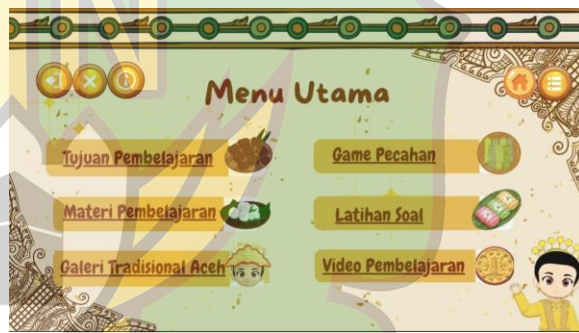 Menu Utama
Tujuan Pembelajaran
Game Pecahan
Materi Pembelajaran
Latihan Soal
Galeri Tradisional Aceh
Video Pembelajaran